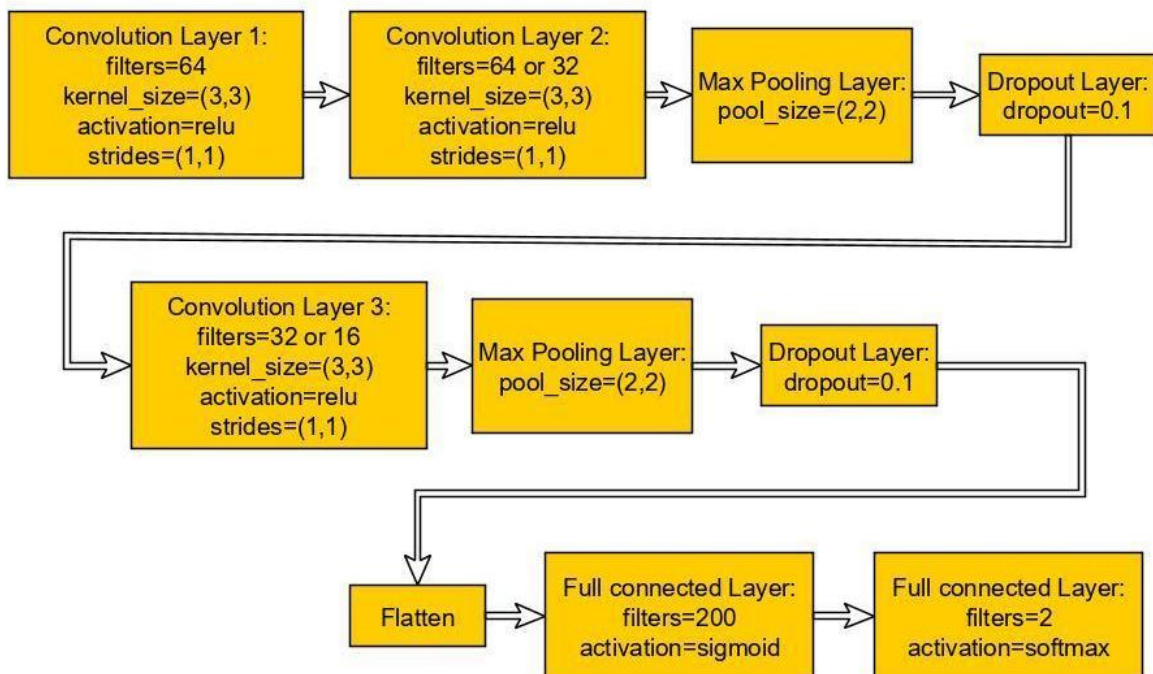 Convolution Layer 1:
filters=64
kernel_size=(3,3)
activation=relu
strides=(1,1)
Convolution Layer 2:
filters=64 or 32
kernel_size=(3,3)
activation=relu
strides=(1,1)
Max Pooling Layer:
pool_size=(2,2)
Dropout Layer:
dropout=0.1
Convolution Layer 3:
filters=32 or 16
kernel_size=(3,3)
activation=relu
strides=(1,1)
Max Pooling Layer:
pool_size=(2,2)
Dropout Layer:
dropout=0.1
Flatten
Full connected Layer:
filters=200
activation=sigmoid
Full connected Layer:
filters=2
activation=softmax